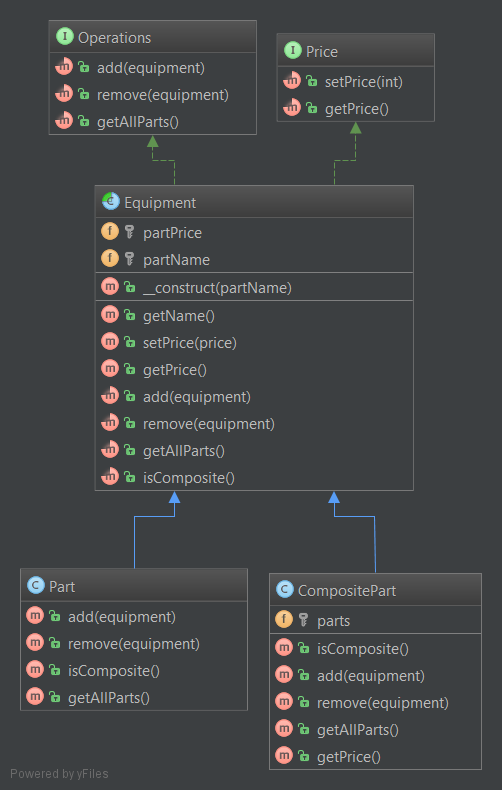 Operations
add(equipment)
remove(equipment)
getAllParts()
Price
setPrice(int)
getPrice()
Equipment
partPrice
partName
__construct(partName)
getName()
setPrice(price)
getPrice()
add(equipment)
remove(equipment)
getAllParts()
isComposite()
Part
add(equipment)
remove(equipment)
isComposite()
getAllParts()
CompositePart
parts
isComposite()
add(equipment)
remove(equipment)
getAllParts()
getPrice()
Powered by yFiles